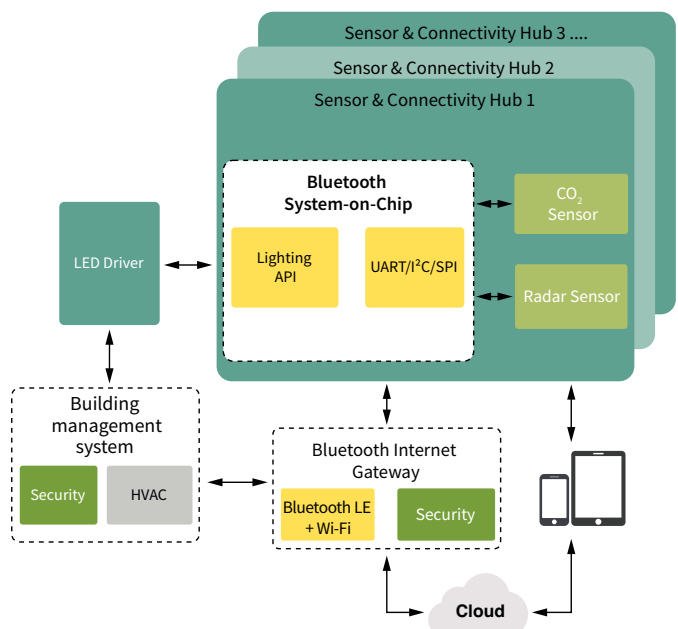 Sensor & Connectivity Hub 3 ....
Sensor & Connectivity Hub 2
Sensor & Connectivity Hub 1
Bluetooth
System-on-Chip
Lighting
API
UART/I²C/SPI
CO₂
Sensor
Radar Sensor
LED Driver
Building
management
system
Security
HVAC
Bluetooth Internet
Gateway
Bluetooth LE
+ Wi-Fi
Security
Cloud